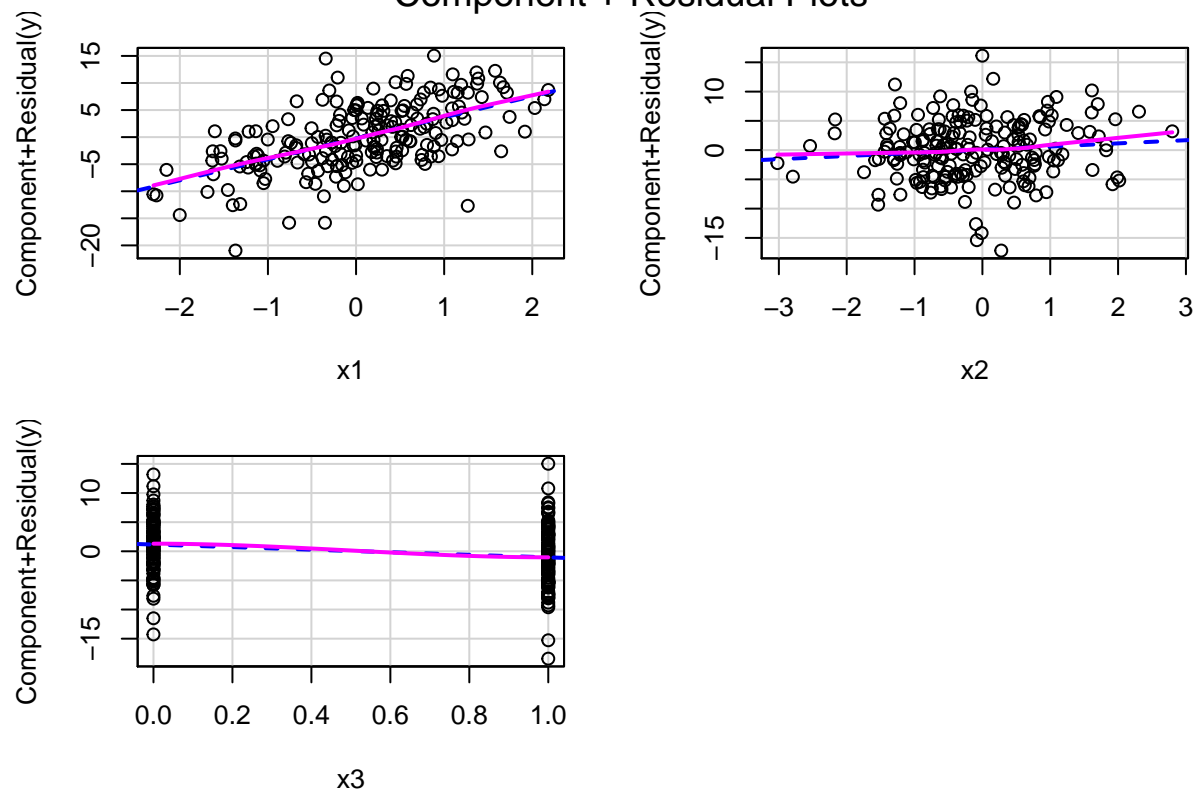 Component + Residual Plots
Component+Residual(y)
15
5
−5
−20
−2 −1 0 1 2
x1
Component+Residual(y)
10
0
−15
−3 −2 −1 0 1 2 3
x2
Component+Residual(y)
10
0
−15
0.0 0.2 0.4 0.6 0.8 1.0
x3